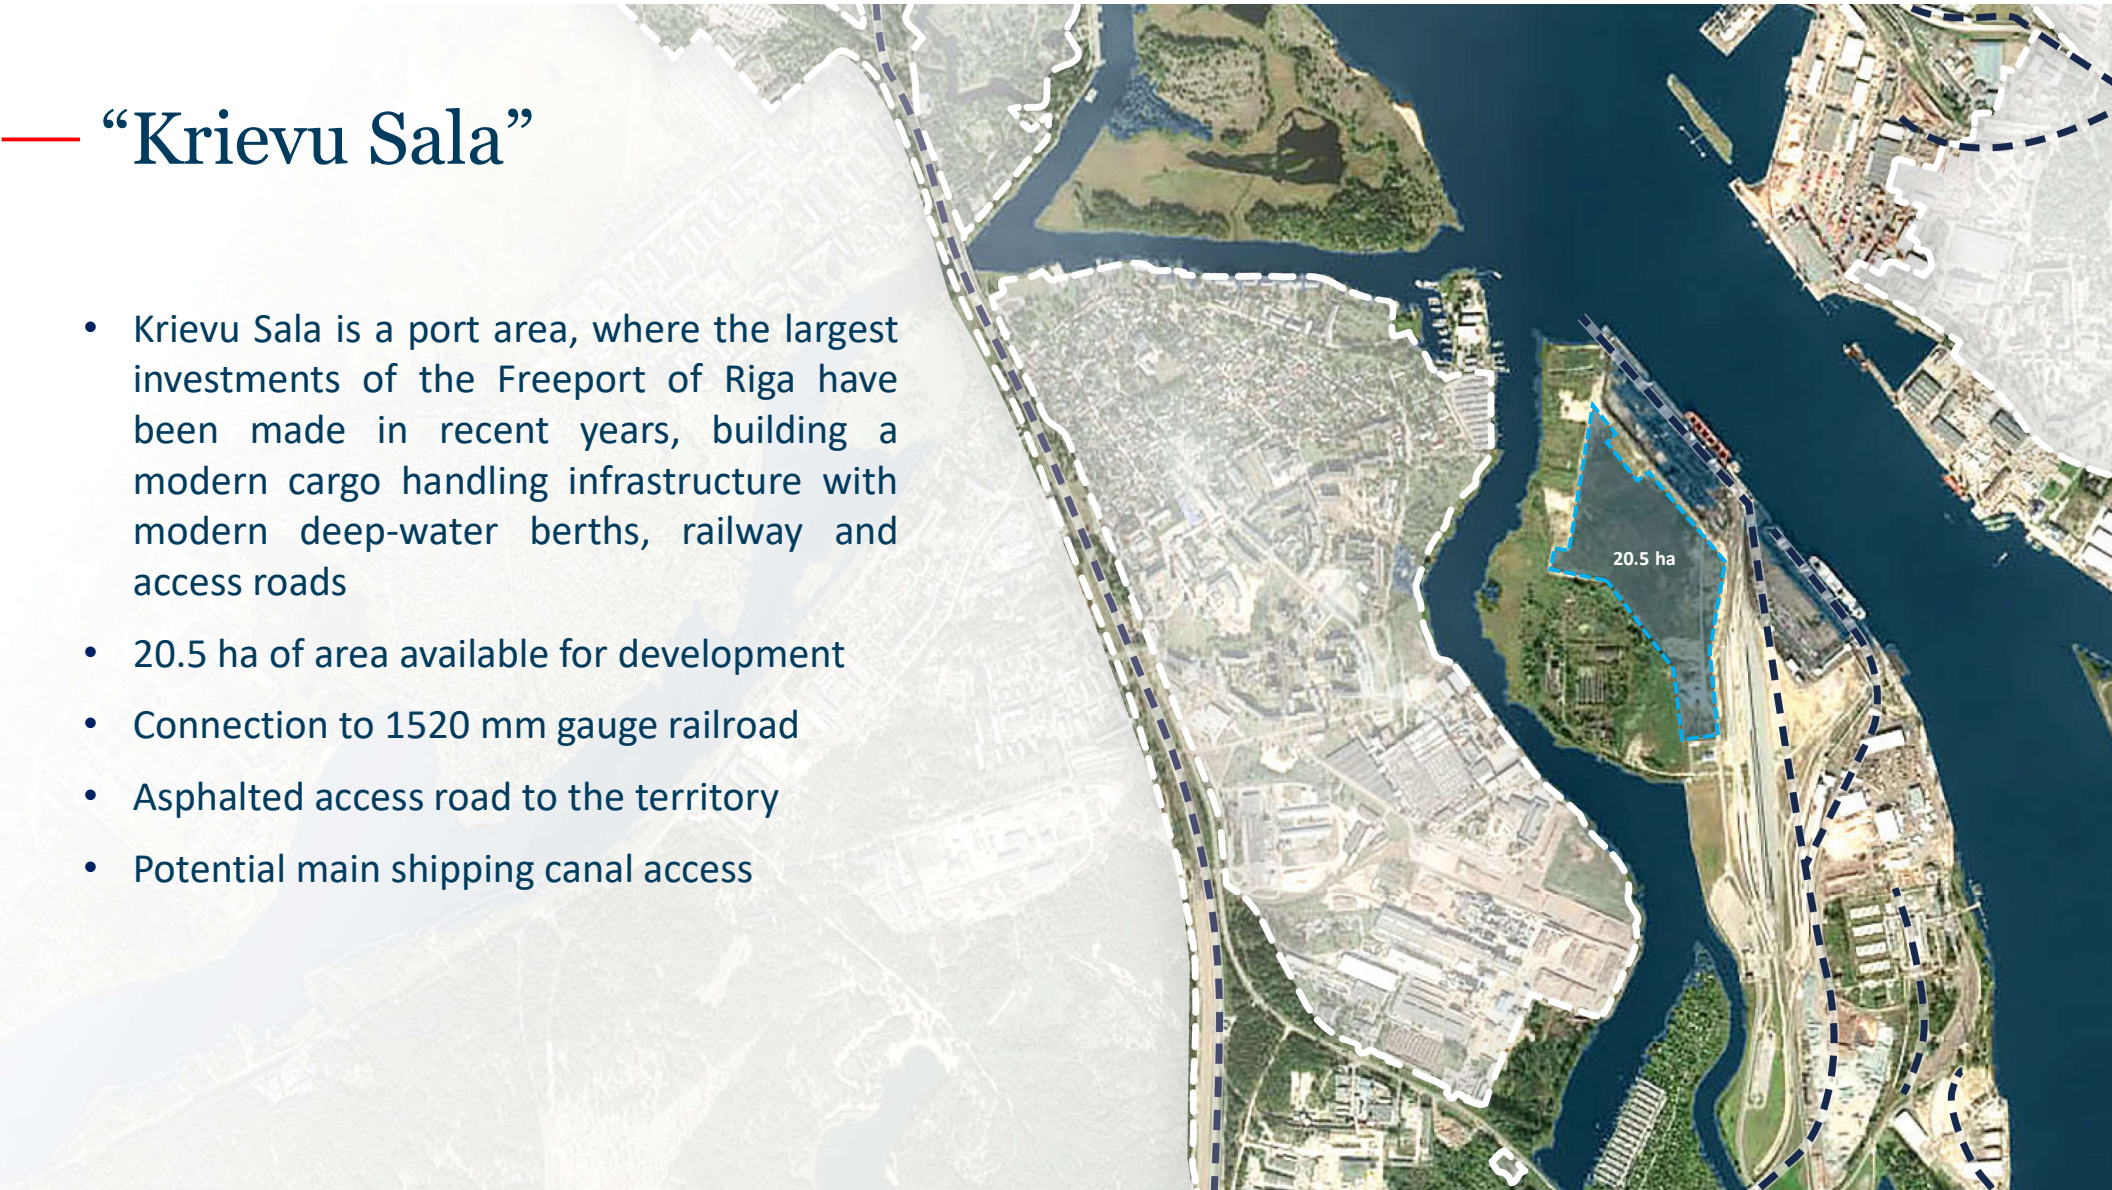 “Krievu Sala”
• Krievu Sala is a port area, where the largest
investments of the Freeport of Riga have
been made in recent years, building a
modern cargo handling infrastructure with
modern deep-water berths, railway and
access roads
• 20.5 ha of area available for development
• Connection to 1520 mm gauge railroad
• Asphalted access road to the territory
• Potential main shipping canal access
20.5 ha